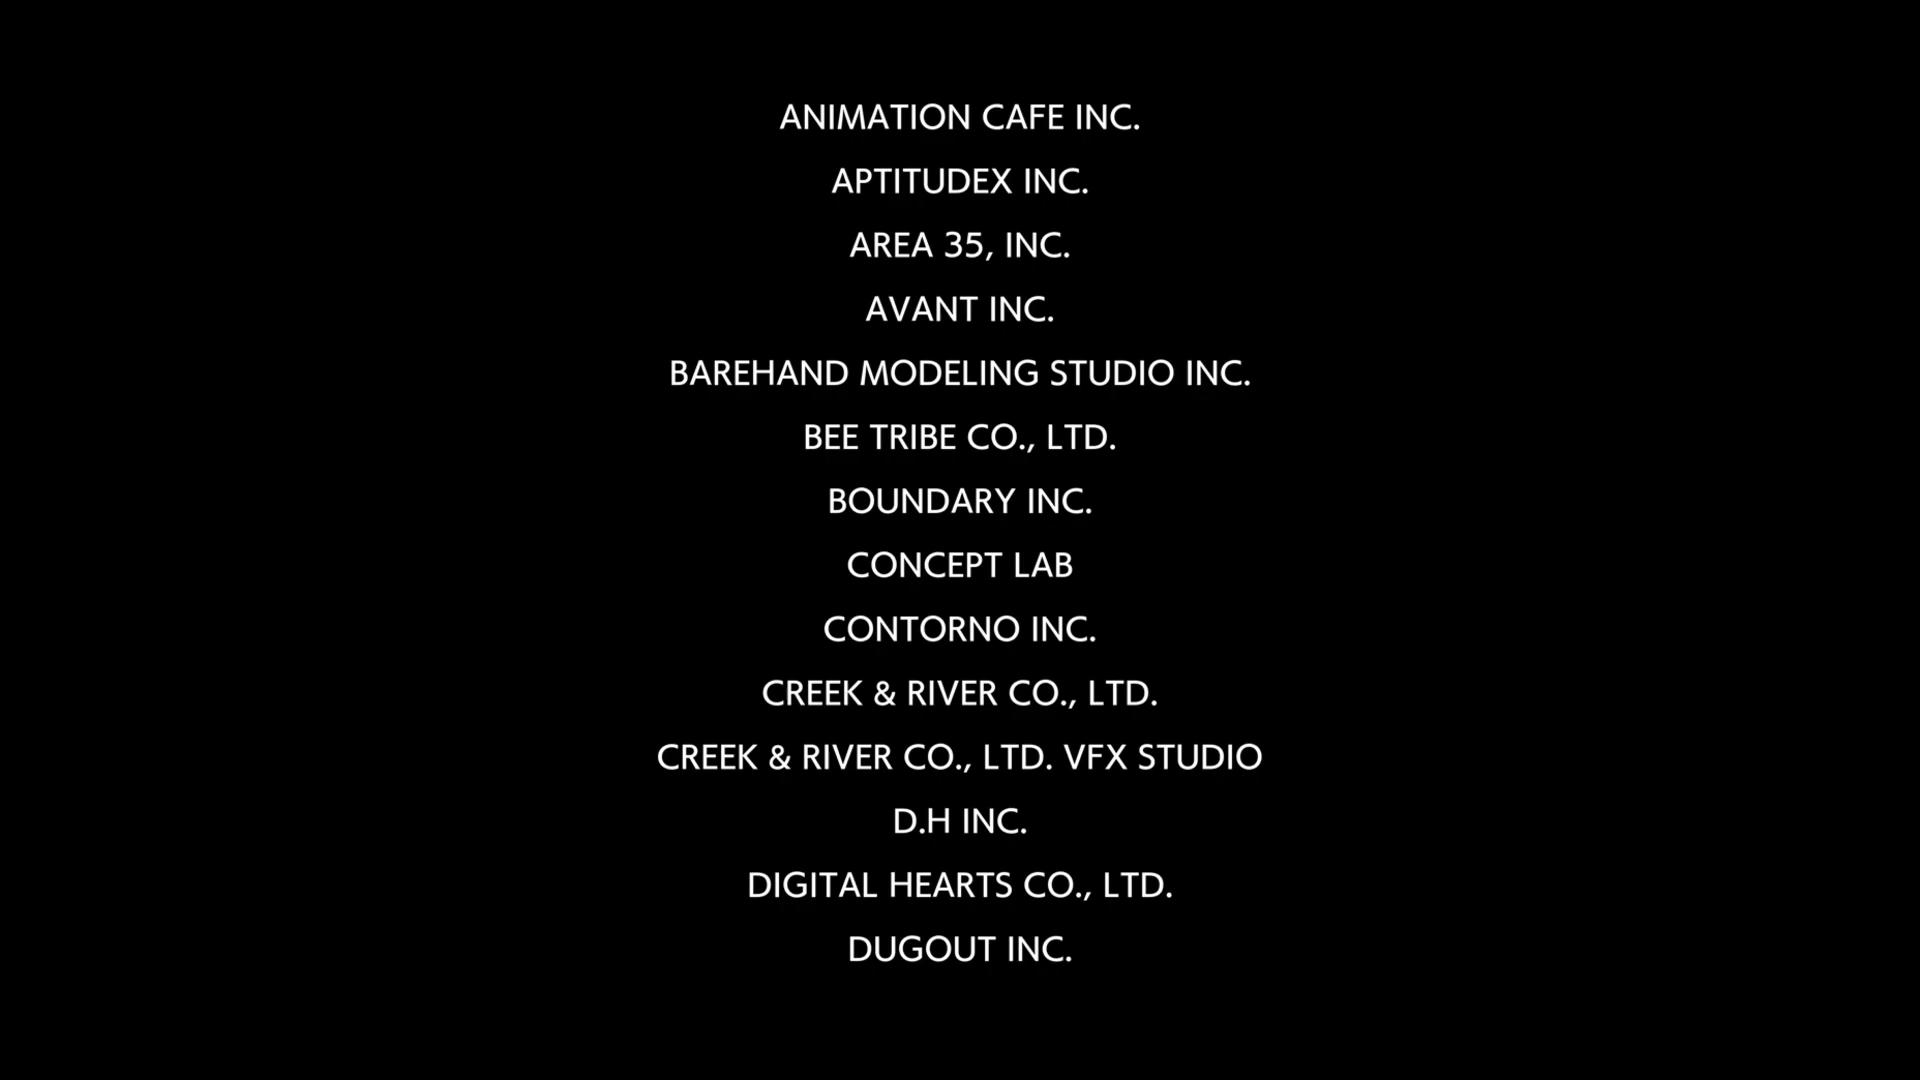 ANIMATION CAFE INC.
APTITUDEX INC.
AREA 35, INC.
AVANT INC.
BAREHAND MODELING STUDIO INC.
BEE TRIBE CO., LTD.
BOUNDARY INC.
CONCEPT LAB
CONTORNO INC.
CREEK & RIVER CO., LTD.
CREEK & RIVER CO., LTD. VFX STUDIO
D.H INC.
DIGITAL HEARTS CO., LTD.
DUGOUT INC.